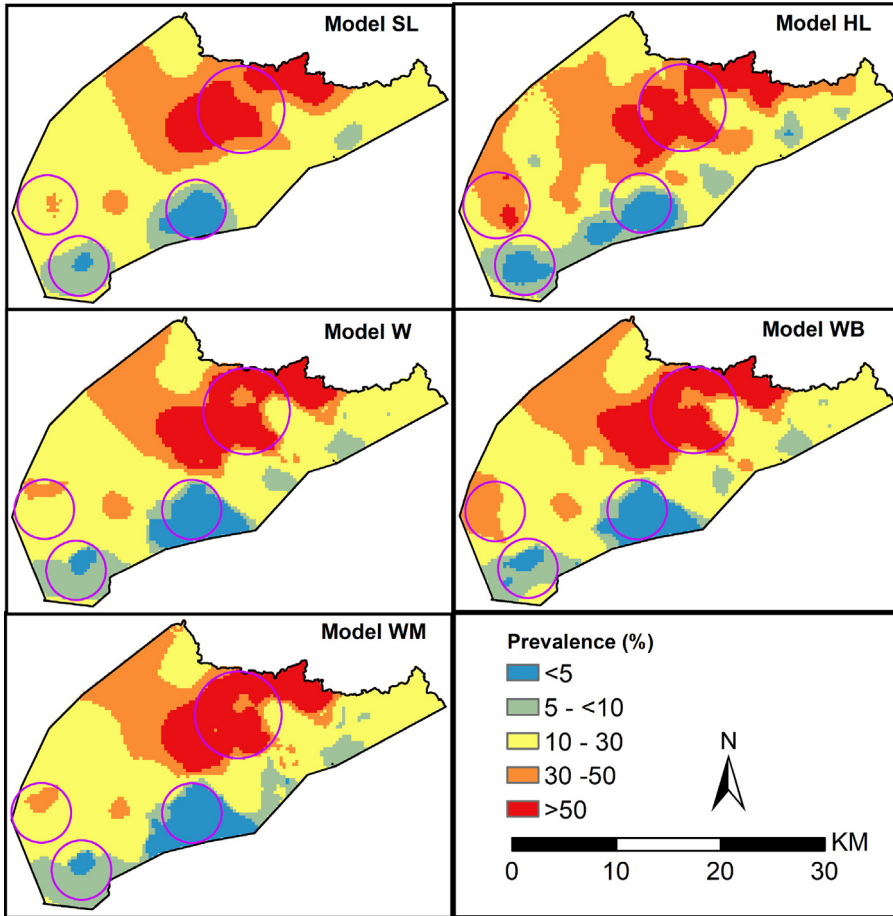 Model SL
Model HL
Model W
Model WB
Model WM
Prevalence (%)
<5
5 - <10
10 - 30
30 -50
>50
N
KM
0 10 20 30